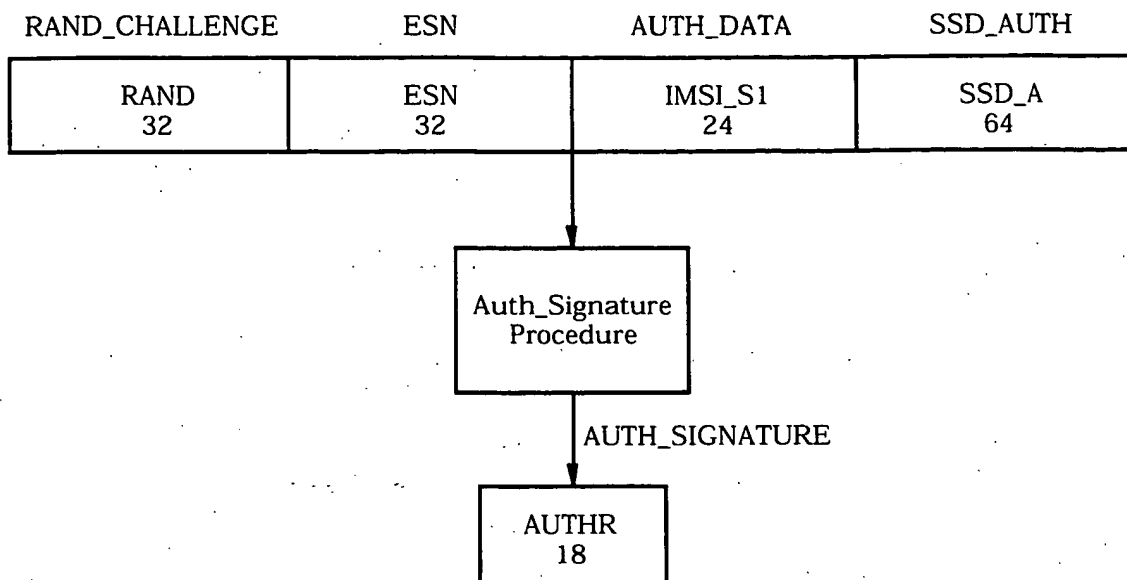 RAND_CHALLENGE ESN AUTH_DATA SSD_AUTH
RAND ESN IMSI_S1 SSD_A
32 32 24 64
Auth_Signature
Procedure
AUTH_SIGNATURE
AUTHR
18